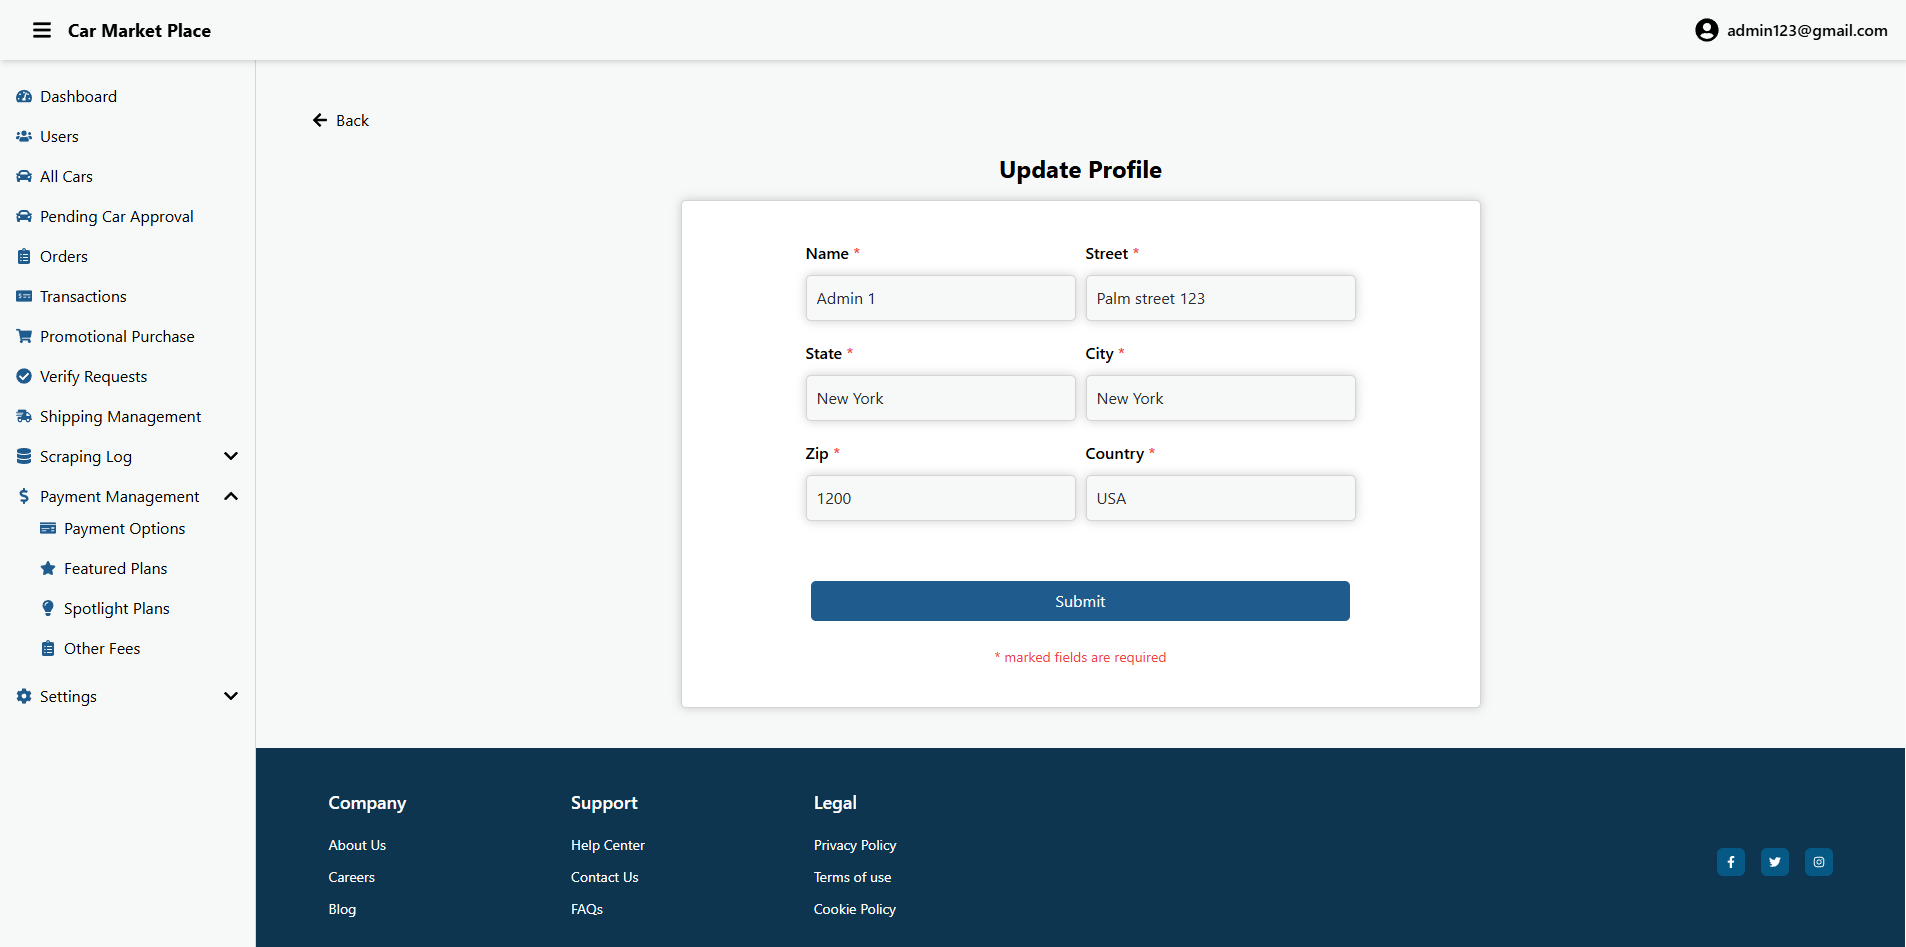 Car Market Place
admin123@gmail.com
Dashboard
Users
All Cars
Pending Car Approval
Orders
Transactions
Promotional Purchase
Verify Requests
Shipping Management
Scraping Log
Payment Management
Payment Options
Featured Plans
Spotlight Plans
Other Fees
Settings
Back
Update Profile
Name * Street *
Admin 1 Palm street 123
State * City *
New York New York
Zip * Country *
1200 USA
Submit
* marked fields are required
Company Support Legal
About Us Help Center Privacy Policy
Careers Contact Us Terms of use
Blog FAQs Cookie Policy